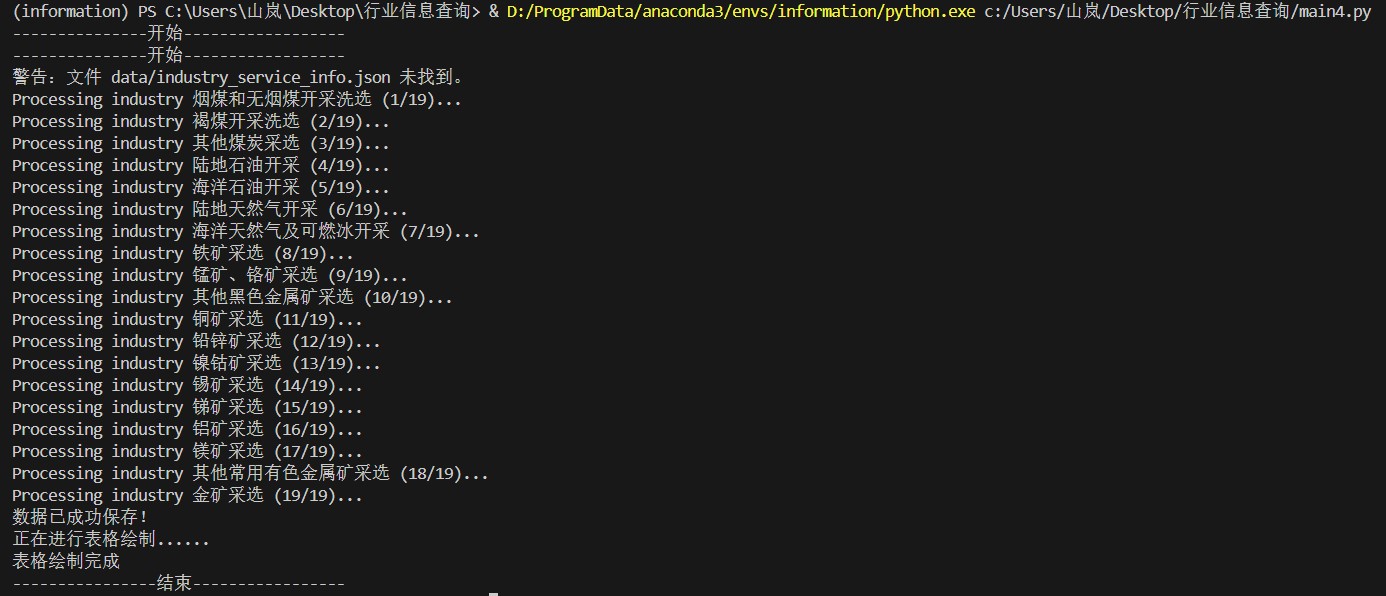 (information) PS C:\Users\山岚\Desktop\行业信息查询> & D:/ProgramData/anaconda3/envs/information/python.exe c:/Users/山岚/Desktop/行业信息查询/main4.py
---------------开始------------------
---------------开始------------------
警告：文件 data/industry_service_info.json 未找到。
Processing industry 烟煤和无烟煤开采洗选 (1/19)...
Processing industry 褐煤开采洗选 (2/19)...
Processing industry 其他煤炭采选 (3/19)...
Processing industry 陆地石油开采 (4/19)...
Processing industry 海洋石油开采 (5/19)...
Processing industry 陆地天然气开采 (6/19)...
Processing industry 海洋天然气及可燃冰开采 (7/19)...
Processing industry 铁矿采选 (8/19)...
Processing industry 锰矿、铬矿采选 (9/19)...
Processing industry 其他黑色金属矿采选 (10/19)...
Processing industry 铜矿采选 (11/19)...
Processing industry 铅锌矿采选 (12/19)...
Processing industry 镍钴矿采选 (13/19)...
Processing industry 锡矿采选 (14/19)...
Processing industry 锑矿采选 (15/19)...
Processing industry 铝矿采选 (16/19)...
Processing industry 镁矿采选 (17/19)...
Processing industry 其他常用有色金属矿采选 (18/19)...
Processing industry 金矿采选 (19/19)...
数据已成功保存！
正在进行表格绘制......
表格绘制完成
----------------结束-----------------